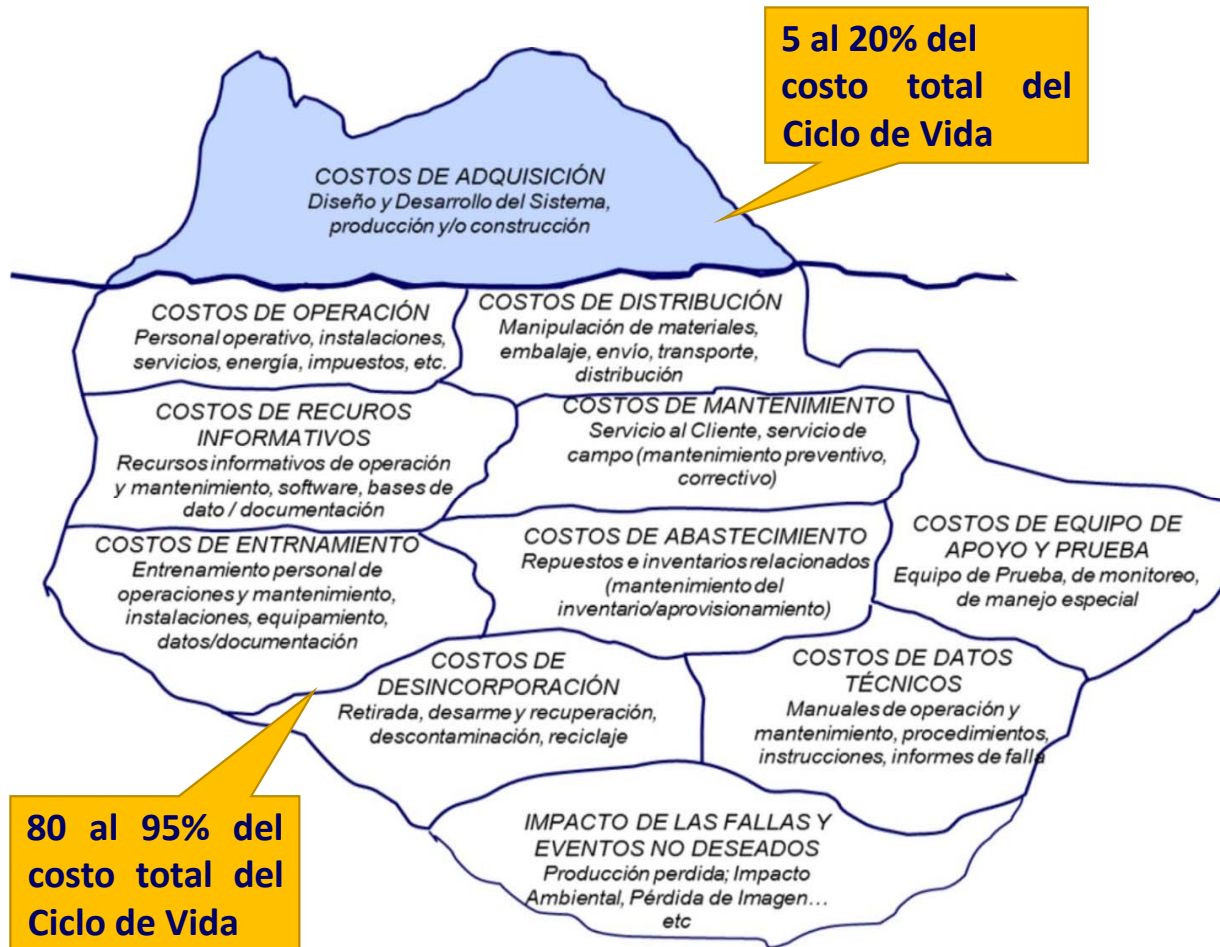 5 al 20% del
costo total del
Ciclo de Vida
COSTOS DE ADQUISICIÓN
Diseño y Desarrollo del Sistema,
producción y/o construcción
COSTOS DE OPERACIÓN
Personal operativo, instalaciones,
servicios, energía, impuestos, etc.
COSTOS DE DISTRIBUCIÓN
Manipulación de materiales,
embalaje, envío, transporte,
distribución
COSTOS DE RECUROS
INFORMATIVOS
Recursos informativos de operación
y mantenimiento, software, bases de
dato / documentación
COSTOS DE MANTENIMIENTO
Servicio al Cliente, servicio de
campo (mantenimiento preventivo,
correctivo)
COSTOS DE ENTRNAMIENTO
Entrenamiento personal de
operaciones y mantenimiento,
instalaciones, equipamiento,
datos/documentación
COSTOS DE ABASTECIMIENTO
Repuestos e inventarios relacionados
(mantenimiento del
inventario/aprovisionamiento)
COSTOS DE EQUIPO DE
APOYO Y PRUEBA
Equipo de Prueba, de monitoreo,
de manejo especial
COSTOS DE
DESINCORPORACIÓN
Retirada, desarme y recuperación,
descontaminación, reciclaje
COSTOS DE DATOS
TÉCNICOS
Manuales de operación y
mantenimiento, procedimientos,
instrucciones, informes de falla
80 al 95% del
costo total del
Ciclo de Vida
IMPACTO DE LAS FALLAS Y
EVENTOS NO DESEADOS
Producción perdida; Impacto
Ambiental, Pérdida de Imagen…
etc